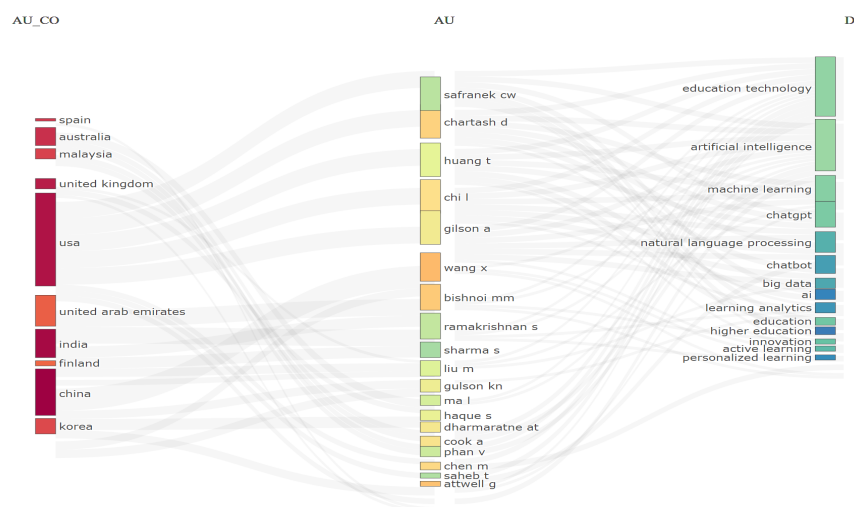 AU_CO
AU
D
spain
australia
malaysia
united kingdom
usa
united arab emirates
india
finland
china
korea
safranek cw
chartash d
huang t
chi l
gilson a
wang x
bishnoi mm
ramakrishnan s
sharma s
liu m
gulson kn
ma l
haque s
dharmaratne at
cook a
phan v
chen m
saheb t
attwell g
education technology
artificial intelligence
machine learning
chatgpt
natural language processing
chatbot
big data
ai
learning analytics
education
higher education
innovation
active learning
personalized learning